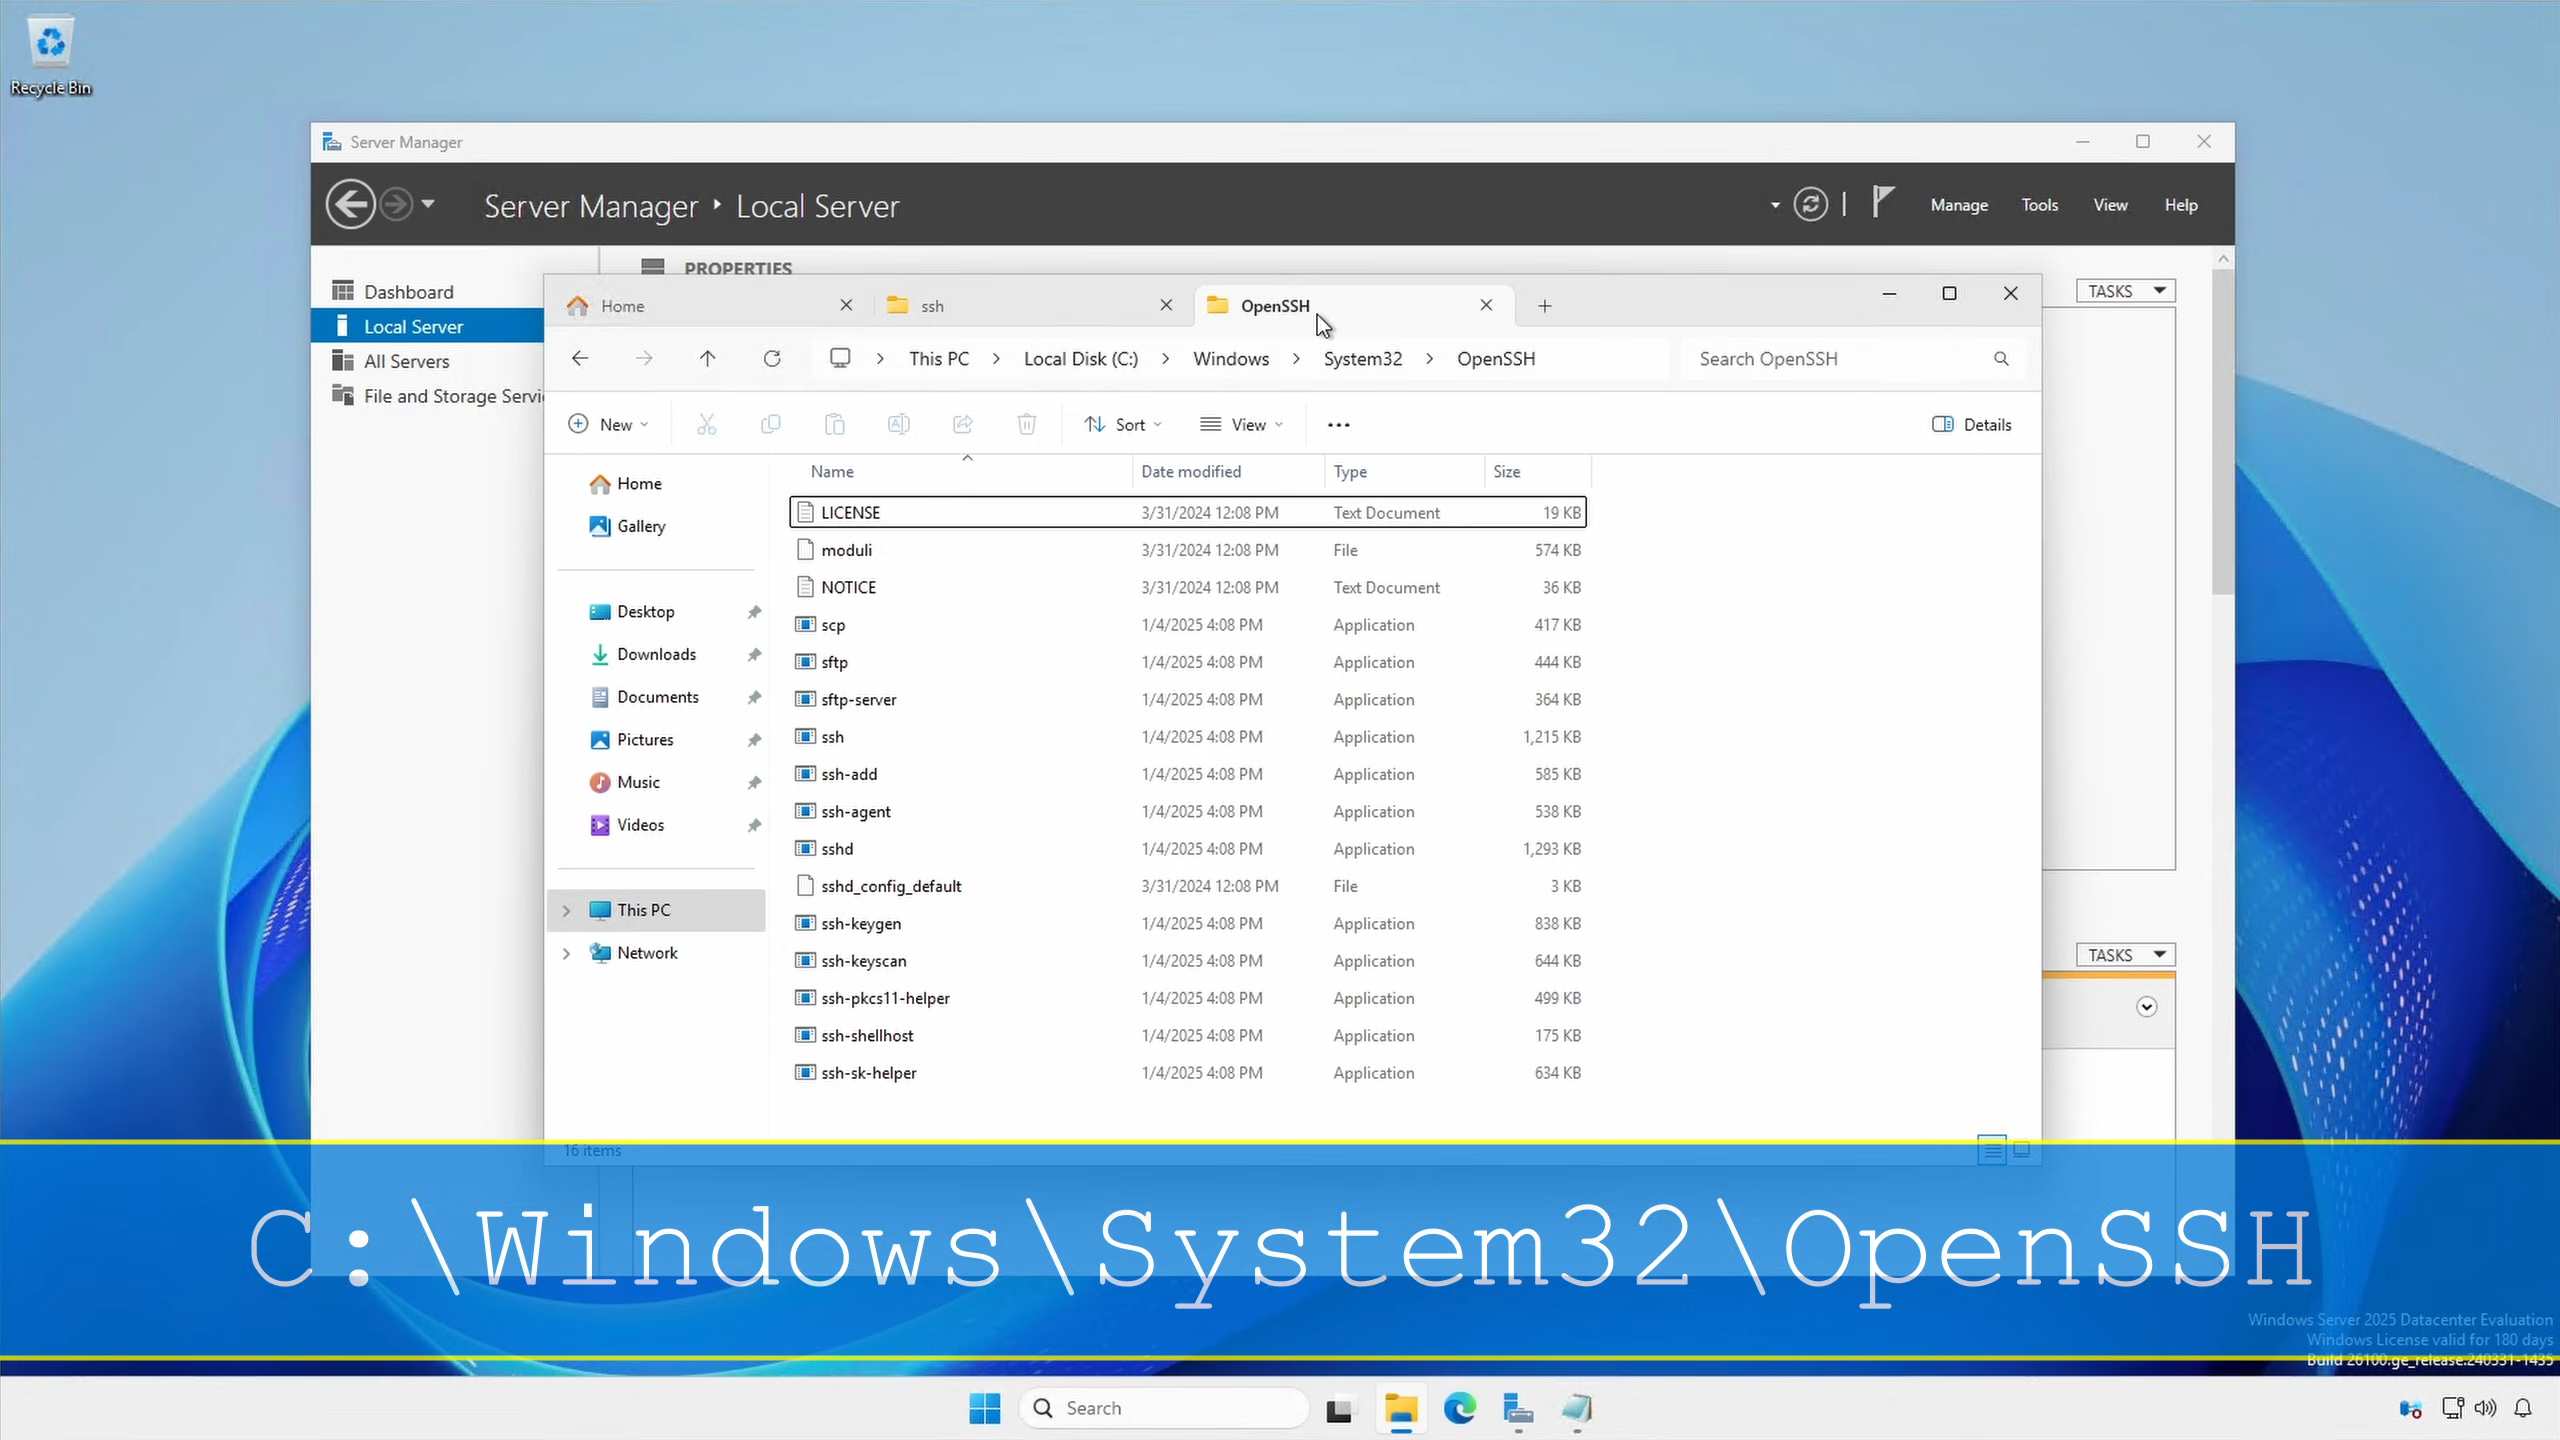 Recycle Bin
Server Manager
Server Manager Local Server
Manage Tools View Help
Dashboard
Local Server
All Servers
File and Storage Servi
PROPERTIES
TASKS
Home
ssh
OpenSSH
This PC > Local Disk (C:) > Windows > System32 > OpenSSH
Search OpenSSH
New
Sort
View
Details
Home
Gallery
Desktop
Downloads
Documents
Pictures
Music
Videos
This PC
Network
Name Date modified Type Size
LICENSE 3/31/2024 12:08 PM Text Document 19 KB
moduli 3/31/2024 12:08 PM File 574 KB
NOTICE 3/31/2024 12:08 PM Text Document 36 KB
scp 1/4/2025 4:08 PM Application 417 KB
sftp 1/4/2025 4:08 PM Application 444 KB
sftp-server 1/4/2025 4:08 PM Application 364 KB
ssh 1/4/2025 4:08 PM Application 1,215 KB
ssh-add 1/4/2025 4:08 PM Application 585 KB
ssh-agent 1/4/2025 4:08 PM Application 538 KB
sshd 1/4/2025 4:08 PM Application 1,293 KB
sshd_config_default 3/31/2024 12:08 PM File 3 KB
ssh-keygen 1/4/2025 4:08 PM Application 838 KB
ssh-keyscan 1/4/2025 4:08 PM Application 644 KB
ssh-pkcs11-helper 1/4/2025 4:08 PM Application 499 KB
ssh-shellhost 1/4/2025 4:08 PM Application 175 KB
ssh-sk-helper 1/4/2025 4:08 PM Application 634 KB
TASKS
16 items
C:\Windows\System32\OpenSSH
Windows Server 2025 Datacenter Evaluation
Windows License valid for 180 days
Build 26100.ge_release.240331-1435
Search